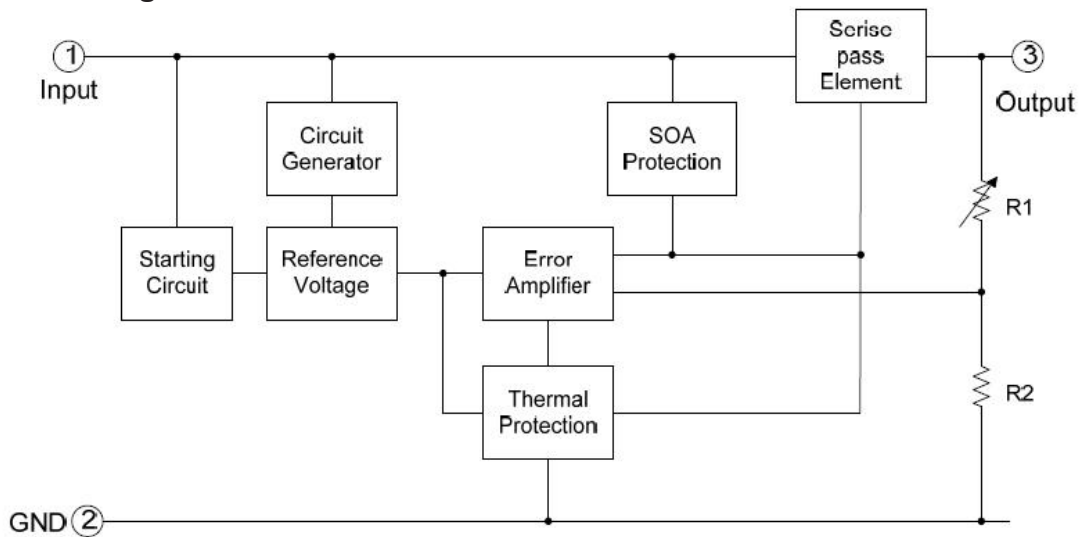 1
Input
Serise
pass
Element
3
Output
Circuit
Generator
SOA
Protection
R1
Starting
Circuit
Reference
Voltage
Error
Amplifier
Thermal
Protection
R2
GND 2